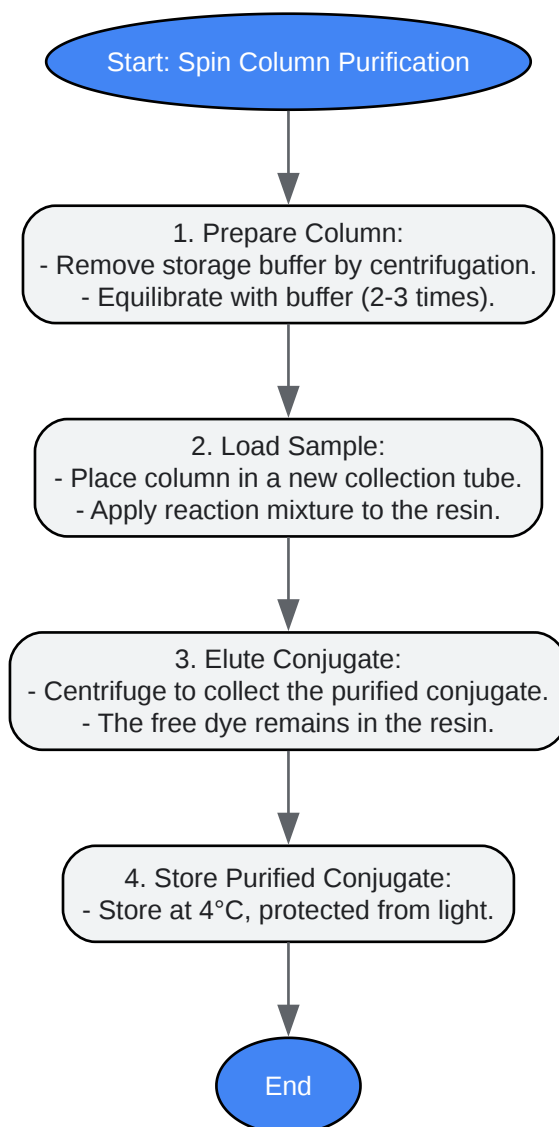 Start: Spin Column Purification
1. Prepare Column:
- Remove storage buffer by centrifugation.
- Equilibrate with buffer (2-3 times).
2. Load Sample:
- Place column in a new collection tube.
- Apply reaction mixture to the resin.
3. Elute Conjugate:
- Centrifuge to collect the purified conjugate.
- The free dye remains in the resin.
4. Store Purified Conjugate:
- Store at 4°C, protected from light.
End